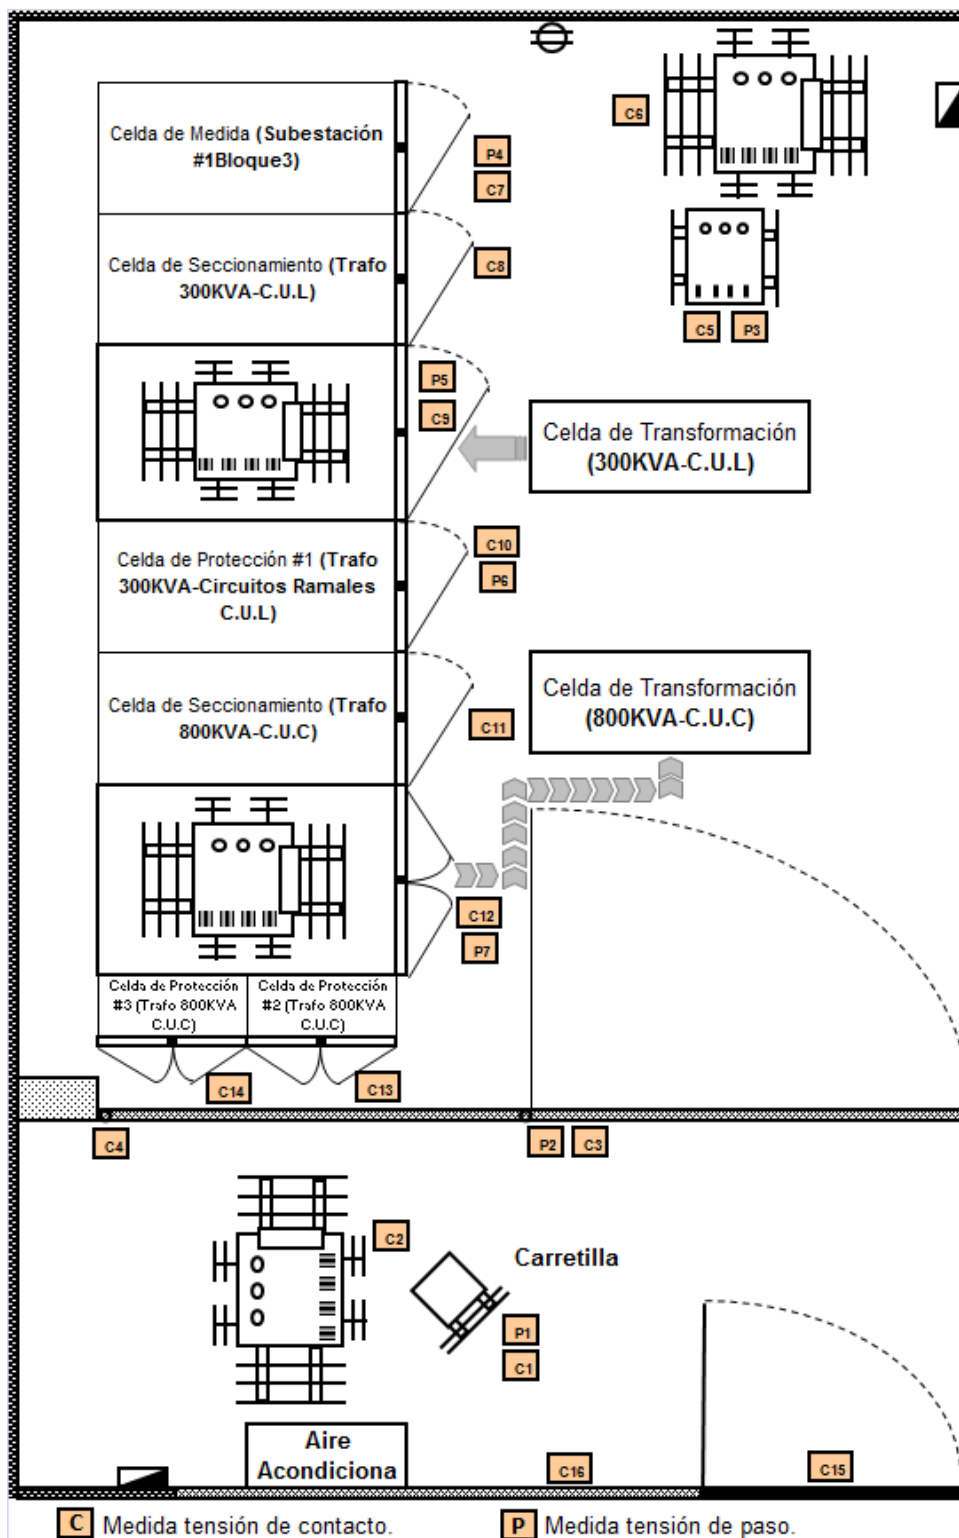 C6
Celda de Medida (Subestación
#1Bloque3)
P4
C7
Celda de Seccionamiento (Trafo
300KVA-C.U.L)
C8
C5 P3
P5
C9
Celda de Transformación
(300KVA-C.U.L)
Celda de Protección #1 (Trafo
300KVA-Circuitos Ramales
C.U.L)
C10
P6
Celda de Seccionamiento (Trafo
800KVA-C.U.C)
C11
Celda de Transformación
(800KVA-C.U.C)
C12
P7
Celda de Protección
#3 (Trafo 800KVA
C.U.C)
Celda de Protección
#2 (Trafo 800KVA
C.U.C)
C14
C13
C4
P2 C3
C2
Carretilla
P1
C1
Aire
Acondiciona
C16
C15
C Medida tensión de contacto.
P Medida tensión de paso.